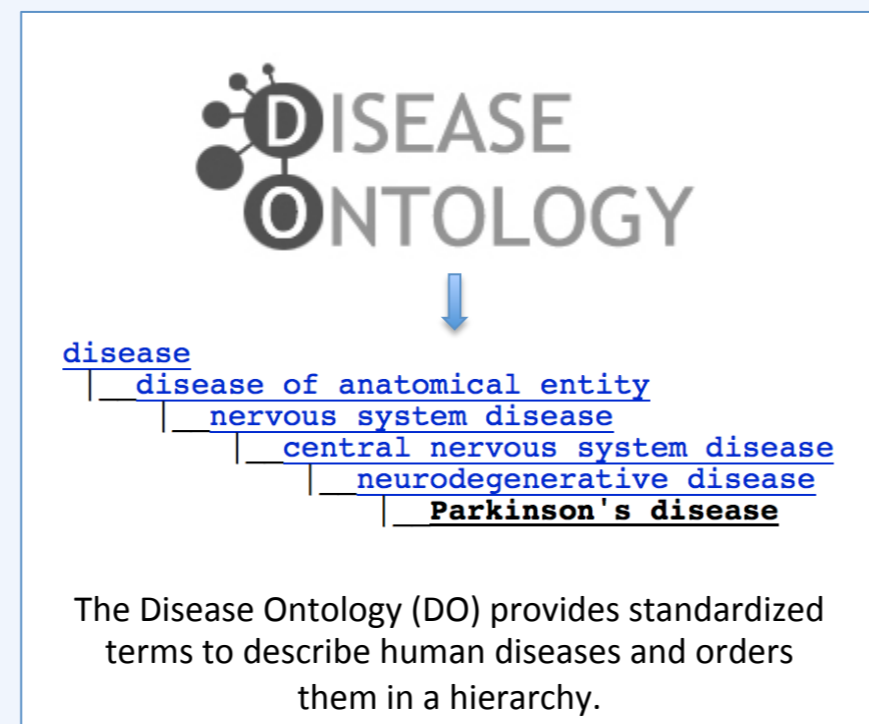 DISEASE
ONTOLOGY
disease
|__disease of anatomical entity
|__nervous system disease
|__central nervous system disease
|__neurodegenerative disease
|__Parkinson's disease
The Disease Ontology (DO) provides standardized
terms to describe human diseases and orders
them in a hierarchy.